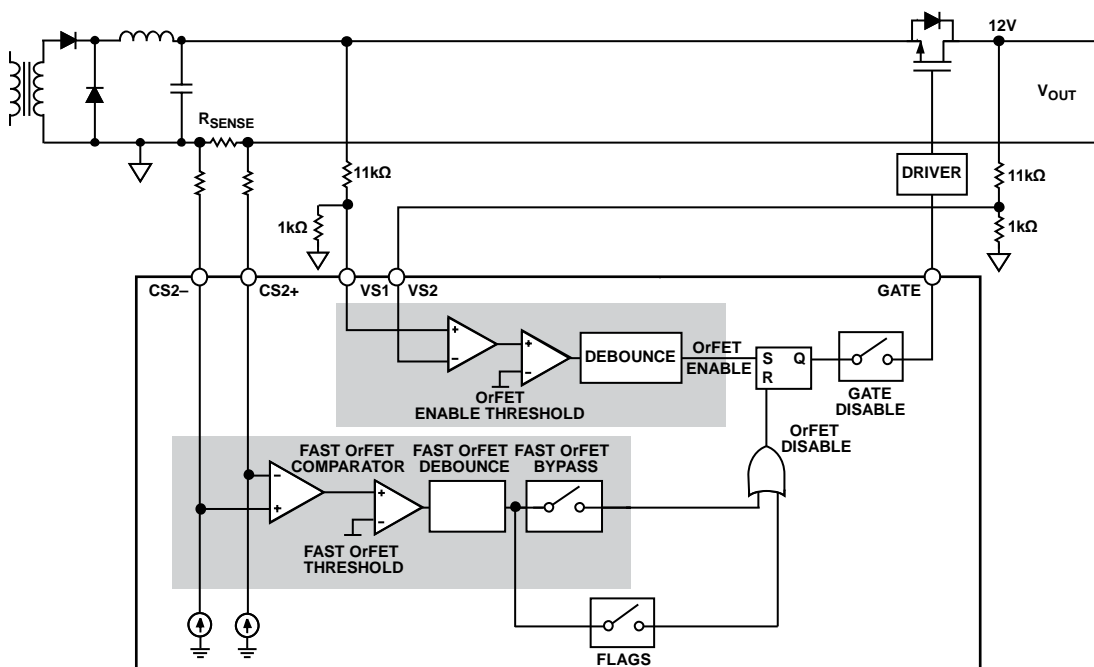 12V
VOUT
RSENSE
11kΩ
DRIVER
11kΩ
1kΩ
1kΩ
CS2–
CS2+
VS1
VS2
GATE
DEBOUNCE
OrFET
ENABLE
S
Q
R
OrFET
ENABLE THRESHOLD
GATE
DISABLE
OrFET
DISABLE
FAST OrFET
COMPARATOR
FAST OrFET
DEBOUNCE
FAST OrFET
BYPASS
FAST OrFET
THRESHOLD
FLAGS
+
–
+
–
–
+
+
–